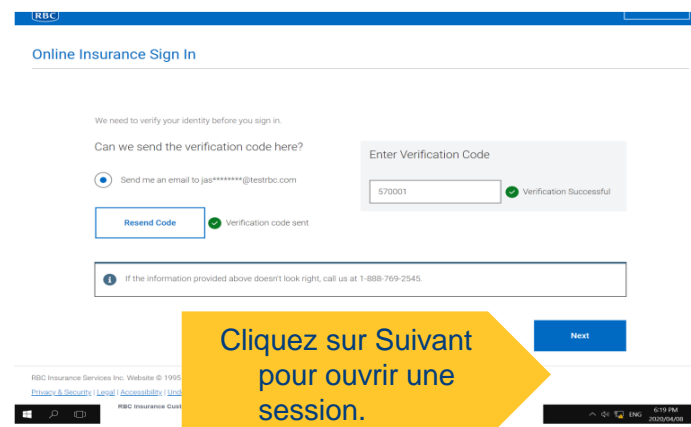 RBC
Online Insurance Sign In
We need to verify your identity before you sign in.
Can we send the verification code here?
Send me an email to jas********@testrbc.com
Resend Code
Verification code sent
Enter Verification Code
570001
Verification Successful
If the information provided above doesn't look right, call us at 1-888-769-2545.
Next
Cliquez sur Suivant
pour ouvrir une
session.
RBC Insurance Services Inc. Website © 1995
Privacy & Security | Legal | Accessibility |
RBC Insurance
ENG
6:19 PM
2020/04/08